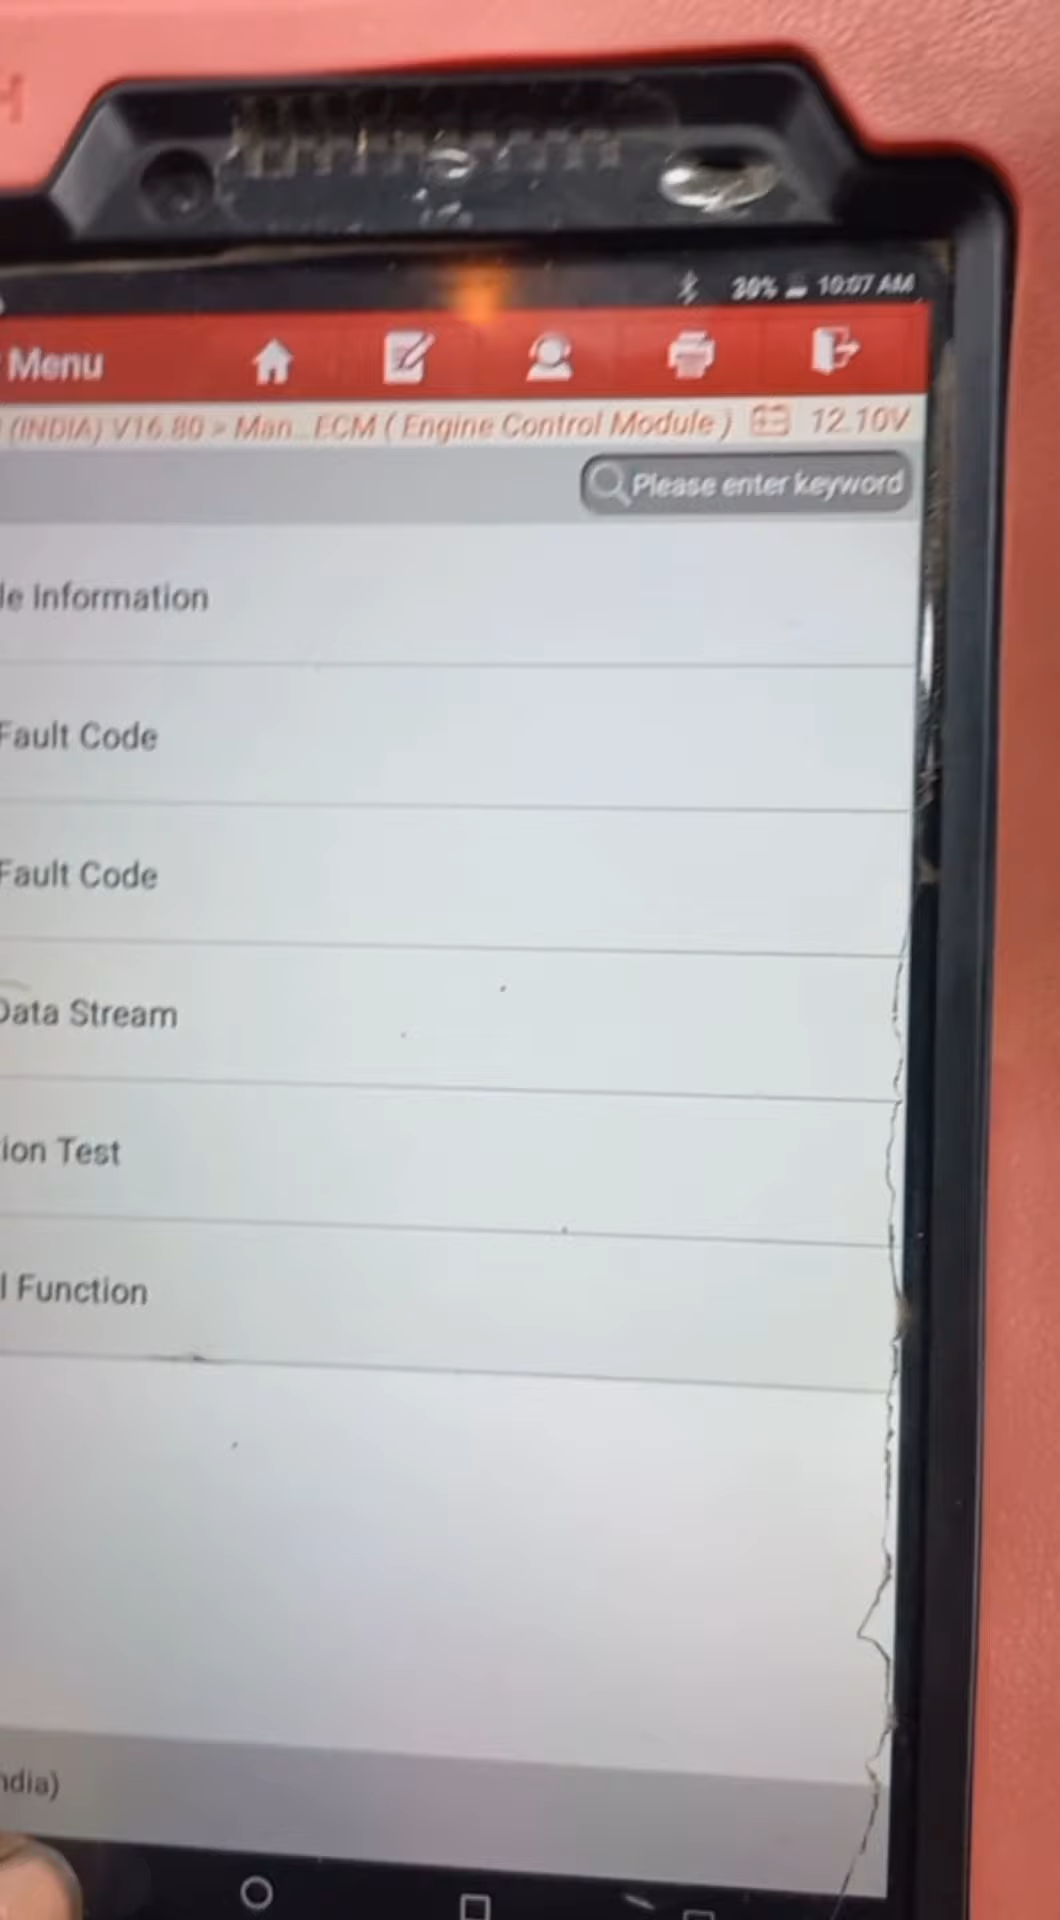 H
30% 10:07 AM
Menu
(INDIA) V16.80 > Man...ECM ( Engine Control Module ) 12.10V
Please enter keyword
le Information
Fault Code
Fault Code
Data Stream
ion Test
l Function
ndia)